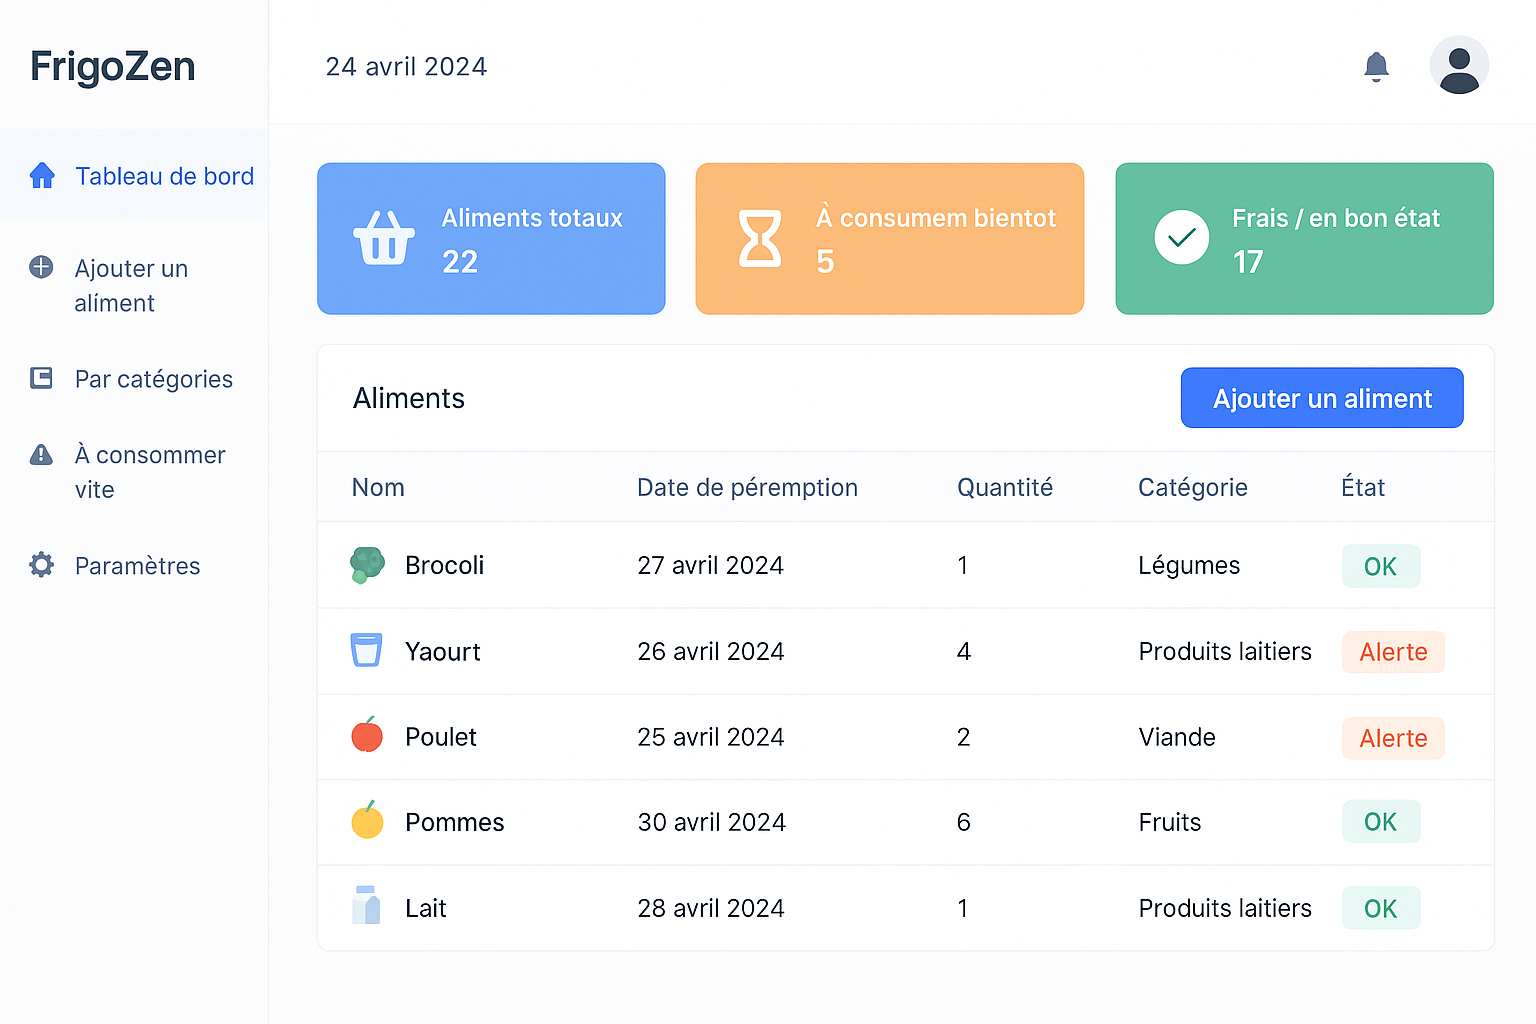 FrigoZen
24 avril 2024
Tableau de bord
Ajouter un
alíment
Par catégories
À consommer
vite
Paramètres
Aliments totaux
22
À consumem bientot
5
Frais / en bon état
17
Aliments
Ajouter un aliment
Nom Date de péremption Quantité Catégorie État
Brocoli 27 avril 2024 1 Légumes OK
Yaourt 26 avril 2024 4 Produits laitiers Alerte
Poulet 25 avril 2024 2 Viande Alerte
Pommes 30 avril 2024 6 Fruits OK
Lait 28 avril 2024 1 Produits laitiers OK